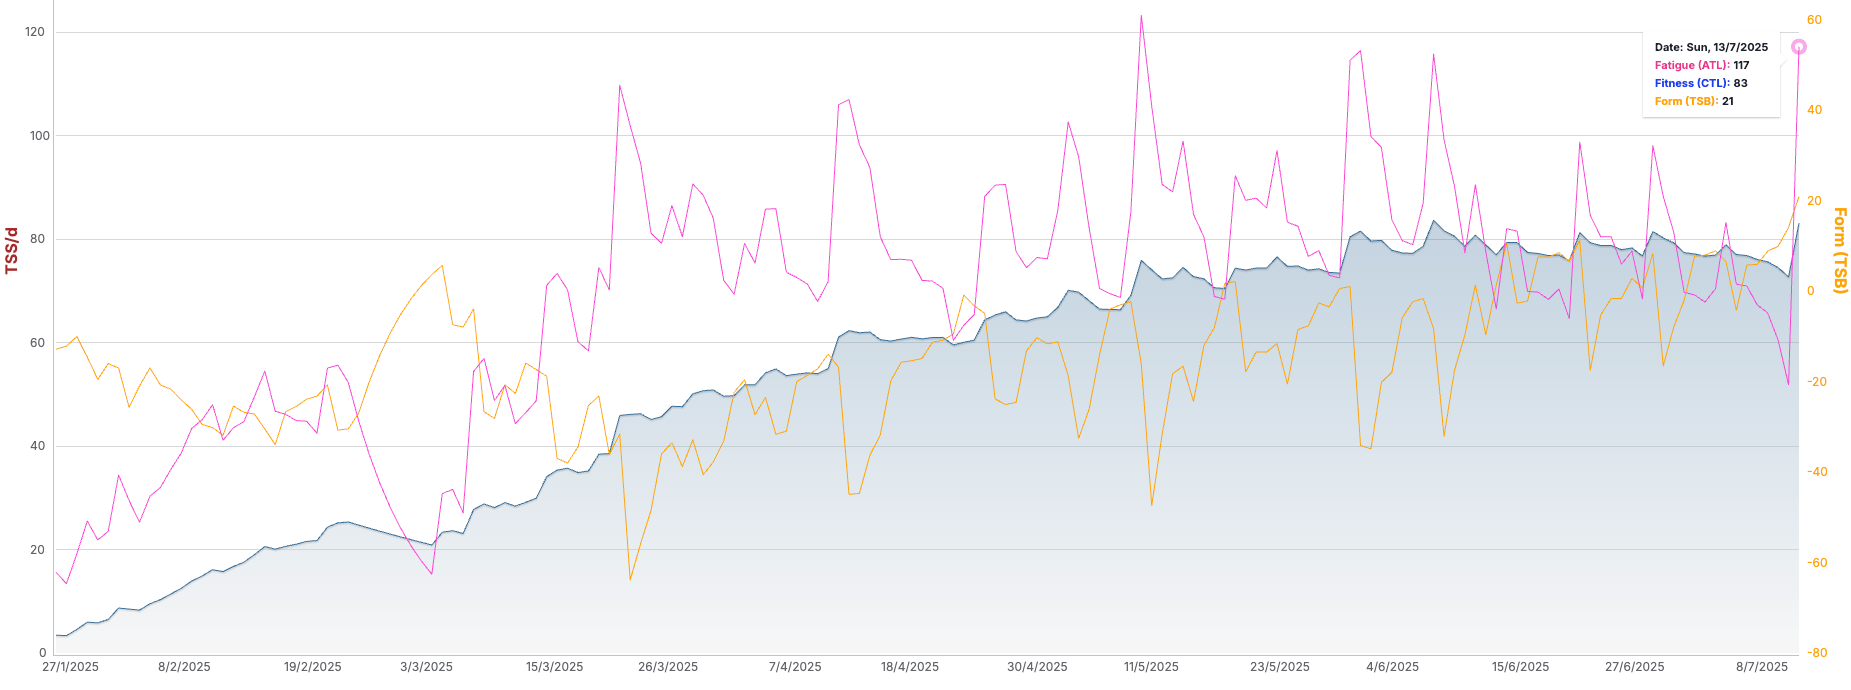 120
100
80
60
40
20
0
TSS/d
60
40
20
0
-20
-40
-60
-80
Form (TSB)
Date: Sun, 13/7/2025
Fatigue (ATL): 117
Fitness (CTL): 83
Form (TSB): 21
27/1/2025 8/2/2025 19/2/2025 3/3/2025 15/3/2025 26/3/2025 7/4/2025 18/4/2025 30/4/2025 11/5/2025 23/5/2025 4/6/2025 15/6/2025 27/6/2025 8/7/2025